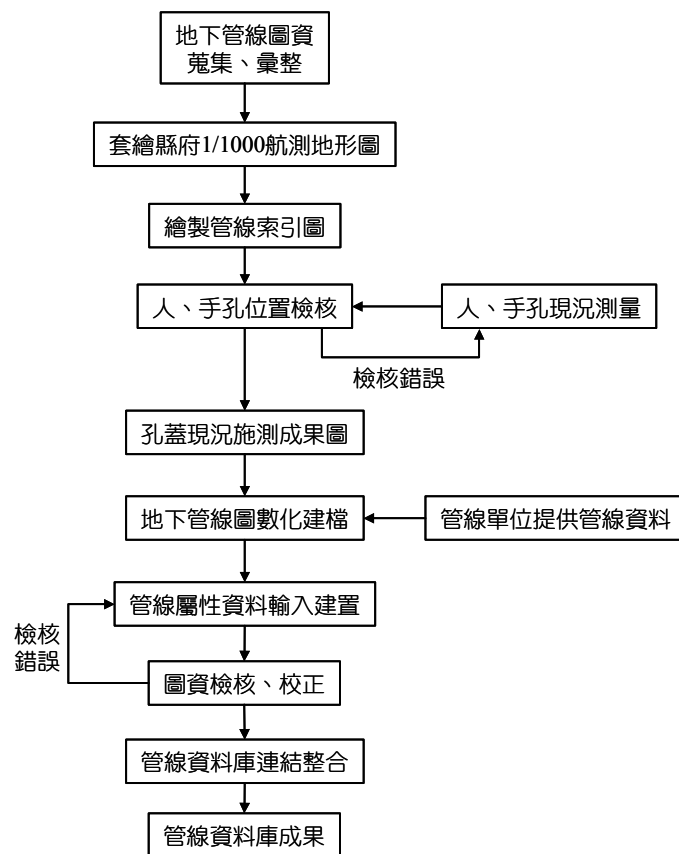 地下管線圖資
蒐集、彙整
套繪縣府1/1000航測地形圖
繪製管線索引圖
人、手孔位置檢核
人、手孔現況測量
檢核錯誤
孔蓋現況施測成果圖
地下管線圖數化建檔
管線單位提供管線資料
管線屬性資料輸入建置
檢核
錯誤
圖資檢核、校正
管線資料庫連結整合
管線資料庫成果